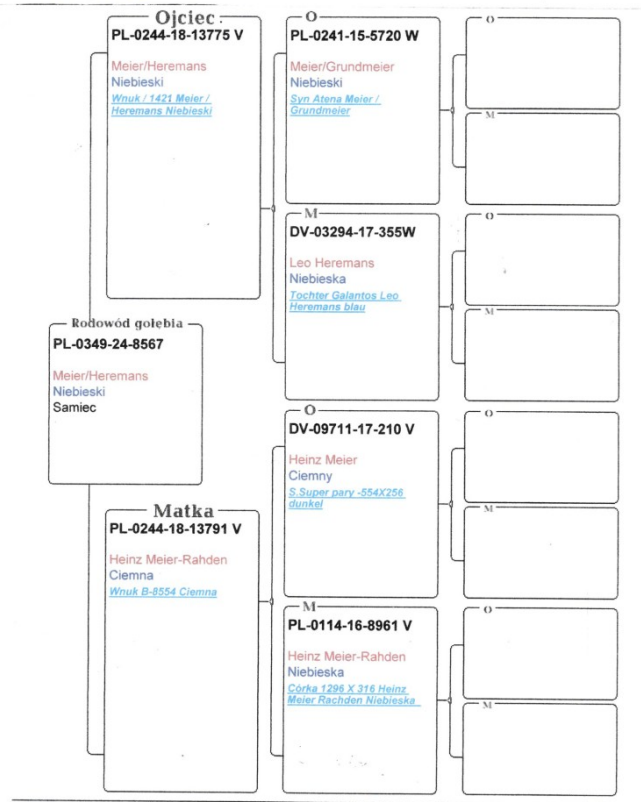 Rodowód gołębia
PL-0349-24-8567
Meier/Heremans
Niebieski
Samiec
Ojciec :
PL-0244-18-13775 V
Meier/Heremans
Niebieski
Wnuk / 1421 Meier /
Heremans Niebieski
Matka
PL-0244-18-13791 V
Heinz Meier-Rahden
Ciemna
Wnuk B-8554 Ciemna
O
PL-0241-15-5720 W
Meier/Grundmeier
Niebieski
Syn Atena Meier /
Grundmeier
M
DV-03294-17-355W
Leo Heremans
Niebieska
Tochter Galantos Leo
Heremans blau
O
DV-09711-17-210 V
Heinz Meier
Ciemny
S.Super pary -554X256
dunkel
M
PL-0114-16-8961 V
Heinz Meier-Rahden
Niebieska
Córka 1296 X 316 Heinz
Meier Rachden Niebieska
O
M
O
M
O
M
O
M